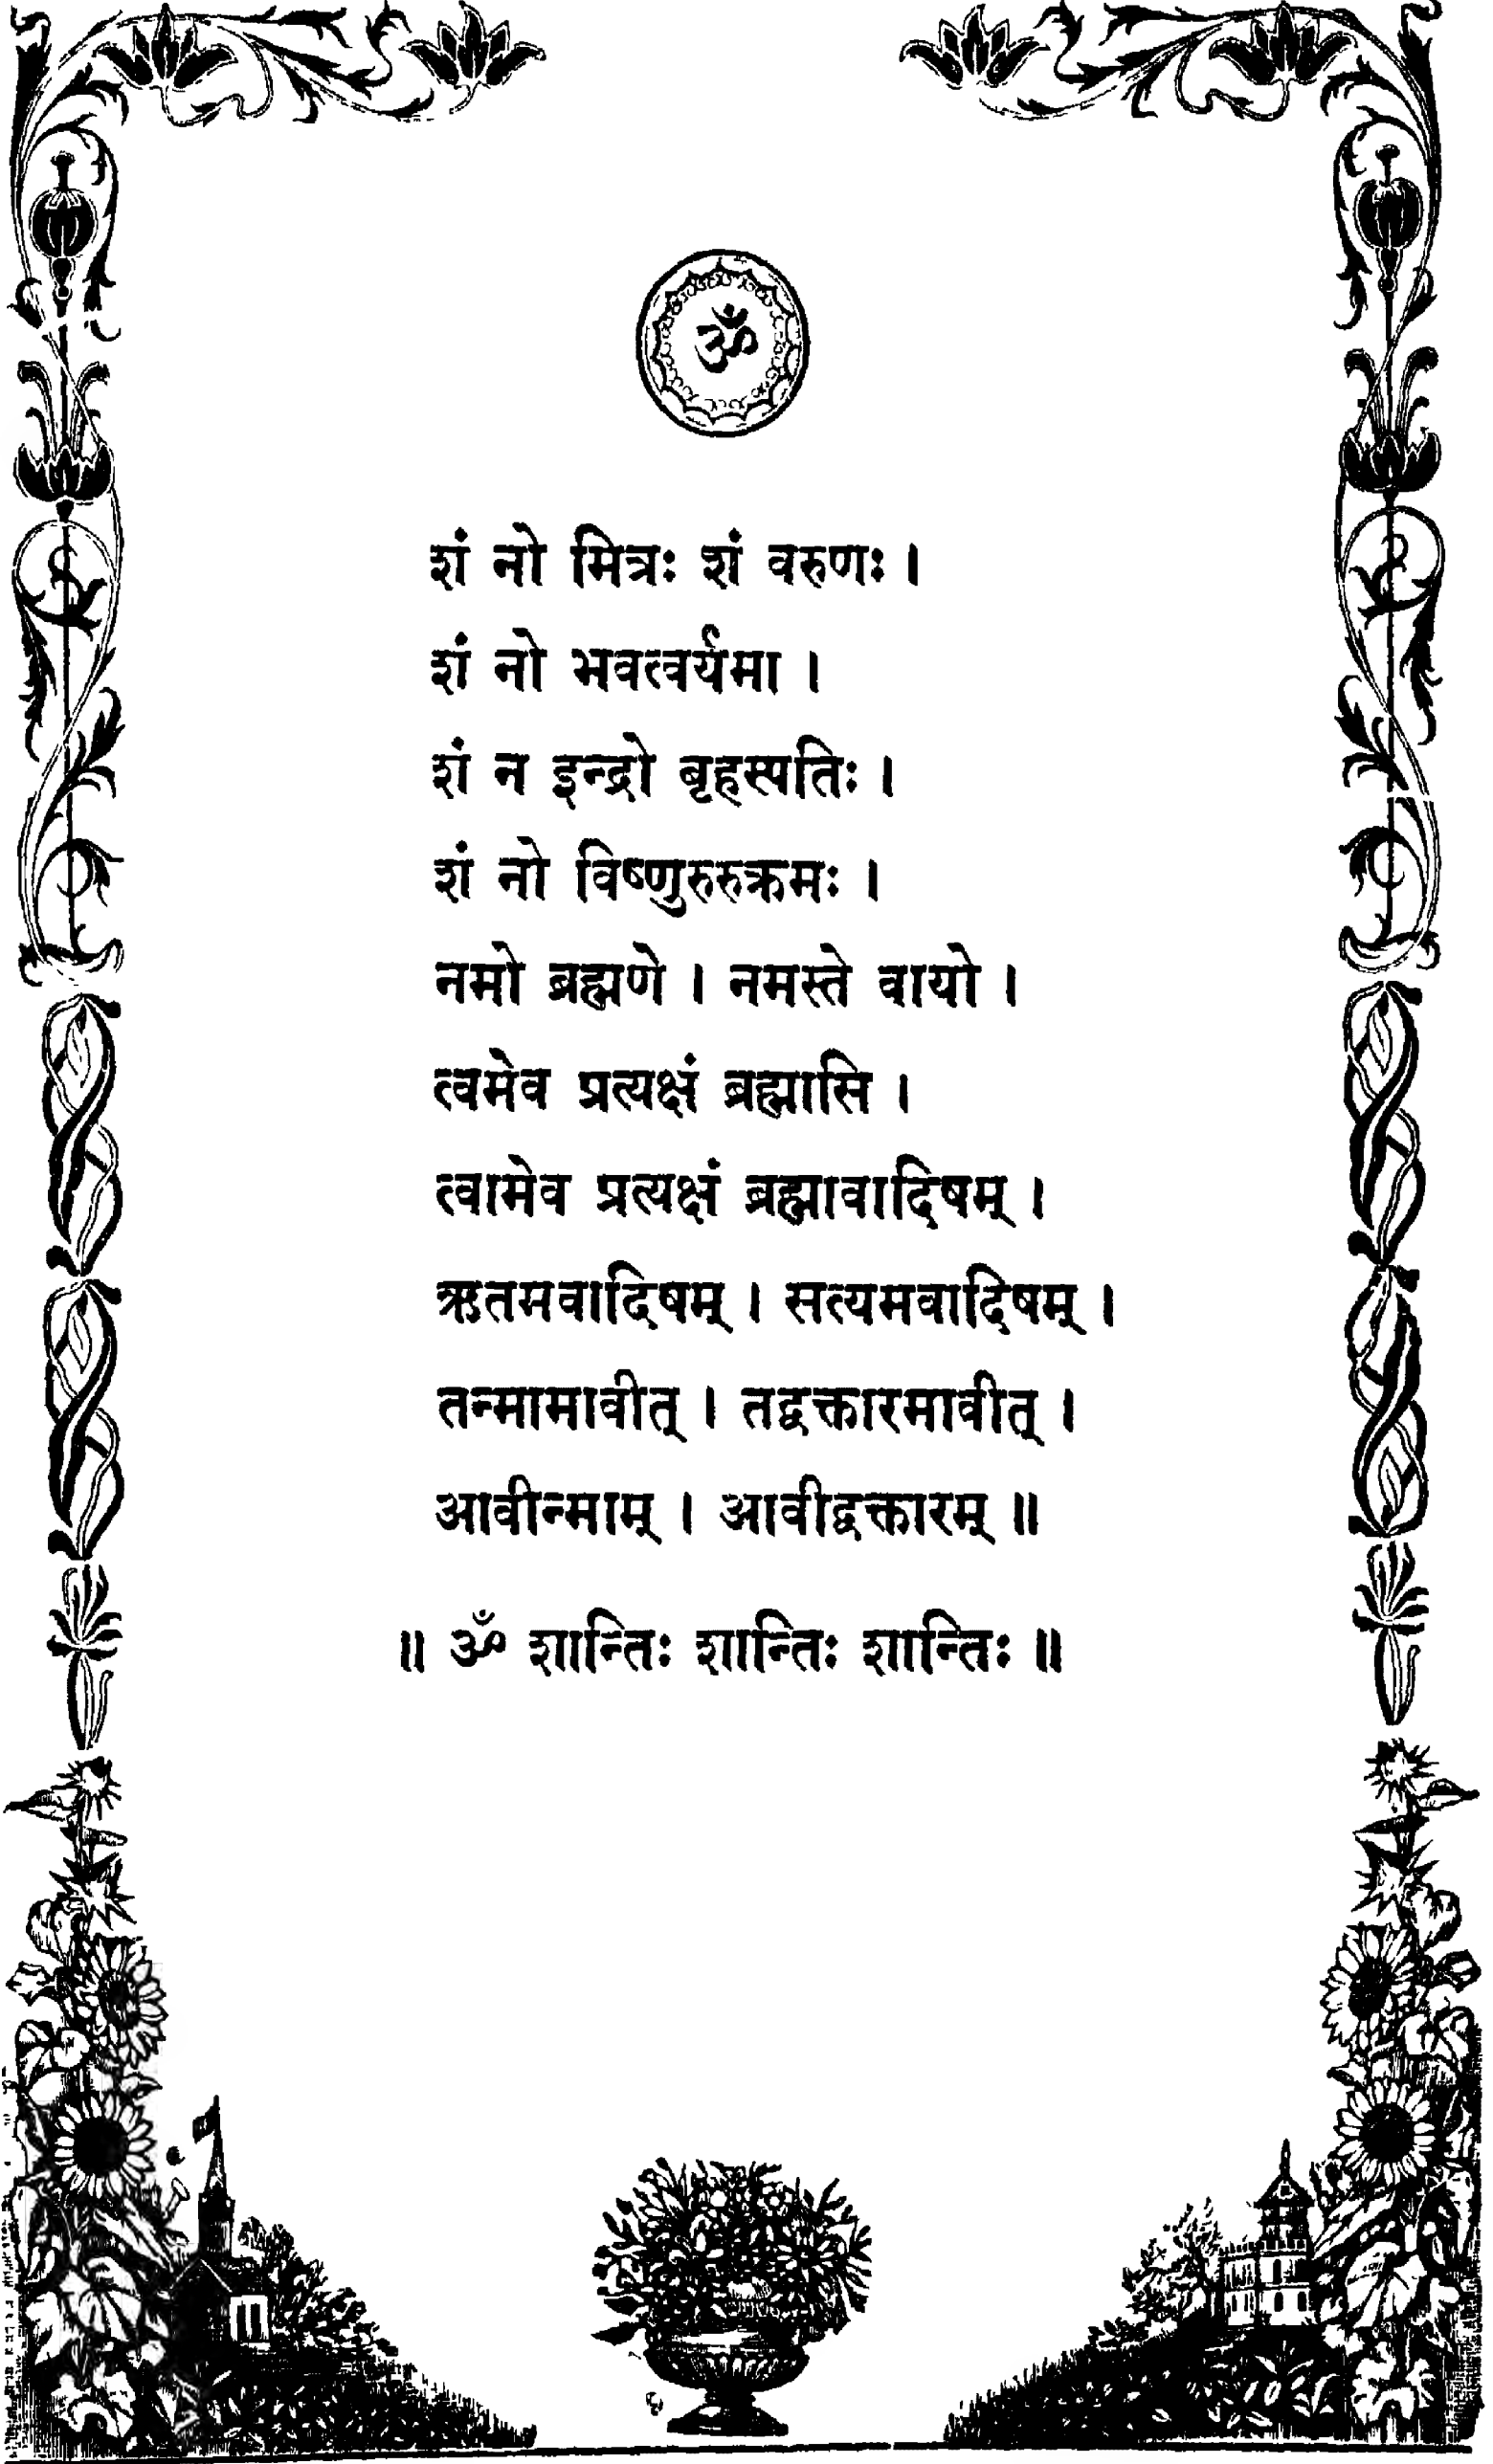 ॐ
शं नो मित्रः शं वरुणः ।
शं नो भवत्वर्यमा ।
शं न इन्द्रो बृहस्पतिः ।
शं नो विष्णुरुरुक्रमः ।
नमो ब्रह्मणे । नमस्ते वायो ।
त्वमेव प्रत्यक्षं ब्रह्मासि ।
त्वामेव प्रत्यक्षं ब्रह्मावादिषम् ।
ऋतमवादिषम् । सत्यमवादिषम् ।
तन्मामावीत् । तद्वक्तारमावीत् ।
आवीन्माम् । आवीद्वक्तारम् ॥
॥ ॐ शान्तिः शान्तिः शान्तिः ॥